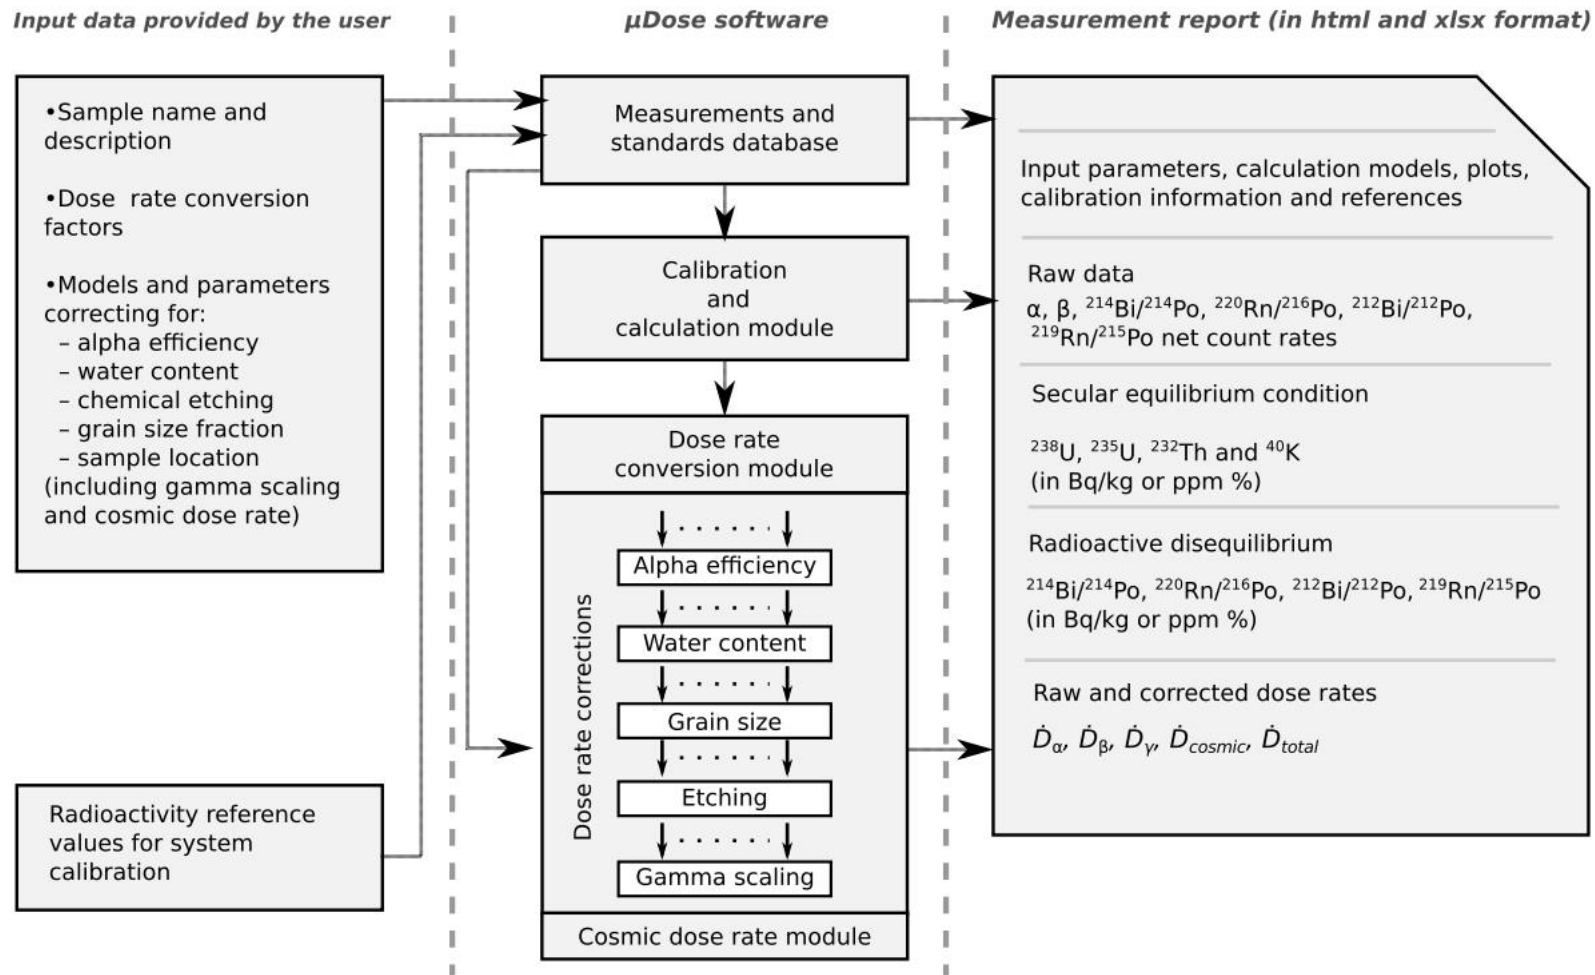 Input data provided by the user
µDose software
Measurement report (in html and xlsx format)
•Sample name and
description
•Dose  rate conversion
factors
•Models and parameters
correcting for:
– alpha efficiency
– water content
– chemical etching
– grain size fraction
– sample location
(including gamma scaling
and cosmic dose rate)
Radioactivity reference
values for system
calibration
Measurements and
standards database
Calibration
and
calculation module
Dose rate
conversion module
Dose rate corrections
Alpha efficiency
Water content
Grain size
Etching
Gamma scaling
Cosmic dose rate module
Input parameters, calculation models, plots,
calibration information and references
Raw data
α, β, ²¹⁴Bi/²¹⁴Po, ²²⁰Rn/²¹⁶Po, ²¹²Bi/²¹²Po,
²¹⁹Rn/²¹⁵Po net count rates
Secular equilibrium condition
²³⁸U, ²³⁵U, ²³²Th and ⁴⁰K
(in Bq/kg or ppm %)
Radioactive disequilibrium
²¹⁴Bi/²¹⁴Po, ²²⁰Rn/²¹⁶Po, ²¹²Bi/²¹²Po, ²¹⁹Rn/²¹⁵Po
(in Bq/kg or ppm %)
Raw and corrected dose rates
Ḋα, Ḋβ, Ḋγ, Ḋcosmic, Ḋtotal